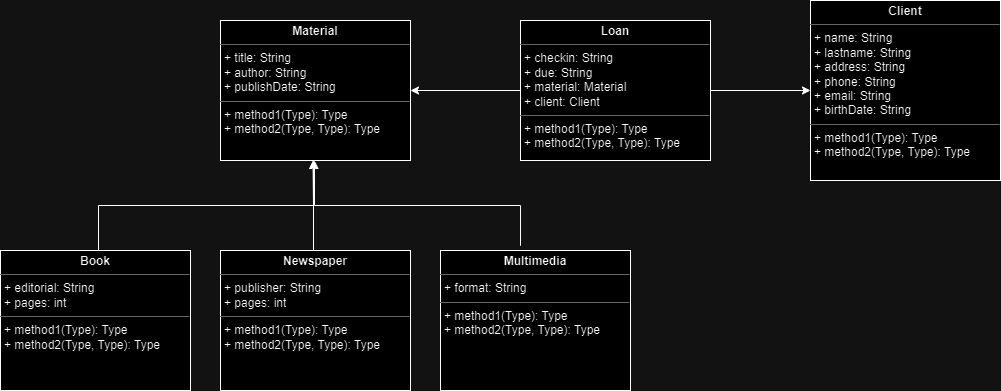 Material
+ title: String
+ author: String
+ publishDate: String
+ method1(Type): Type
+ method2(Type, Type): Type
Loan
+ checkin: String
+ due: String
+ material: Material
+ client: Client
+ method1(Type): Type
+ method2(Type, Type): Type
Client
+ name: String
+ lastname: String
+ address: String
+ phone: String
+ email: String
+ birthDate: String
+ method1(Type): Type
+ method2(Type, Type): Type
Book
+ editorial: String
+ pages: int
+ method1(Type): Type
+ method2(Type, Type): Type
Newspaper
+ publisher: String
+ pages: int
+ method1(Type): Type
+ method2(Type, Type): Type
Multimedia
+ format: String
+ method1(Type): Type
+ method2(Type, Type): Type